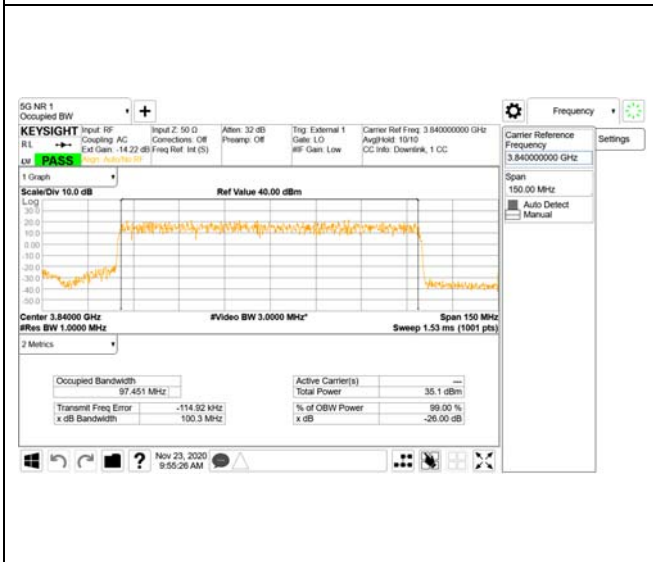 5G NR 1
Occupied BW
+
Frequency
KEYSIGHT
RL
PASS
Input: RF
Coupling: AC
Ext Gain: -14.22 dB
Align: Auto/No RF
Input Z: 50 Ω
Corrections: Off
Freq Ref: Int (S)
Atten: 32 dB
Preamp: Off
Trig: External 1
Gate: LO
#IF Gain: Low
Carrier Ref Freq: 3.840000000 GHz
Avg|Hold: 10/10
CC Info: Downlink, 1 CC
Carrier Reference
Frequency
3.840000000 GHz
Settings
Span
150.00 MHz
Auto Detect
Manual
1 Graph
Scale/Div 10.0 dB
Ref Value 40.00 dBm
Log
30.0
20.0
10.0
0.00
-10.0
-20.0
-30.0
-40.0
-50.0
Center 3.84000 GHz
#Video BW 3.0000 MHz*
Span 150 MHz
#Res BW 1.0000 MHz
Sweep 1.53 ms (1001 pts)
2 Metrics
Occupied Bandwidth
97.451 MHz
Transmit Freq Error -114.92 kHz
x dB Bandwidth 100.3 MHz
Active Carrier(s) ---
Total Power 35.1 dBm
% of OBW Power 99.00 %
x dB -26.00 dB
?
Nov 23, 2020
9:55:26 AM